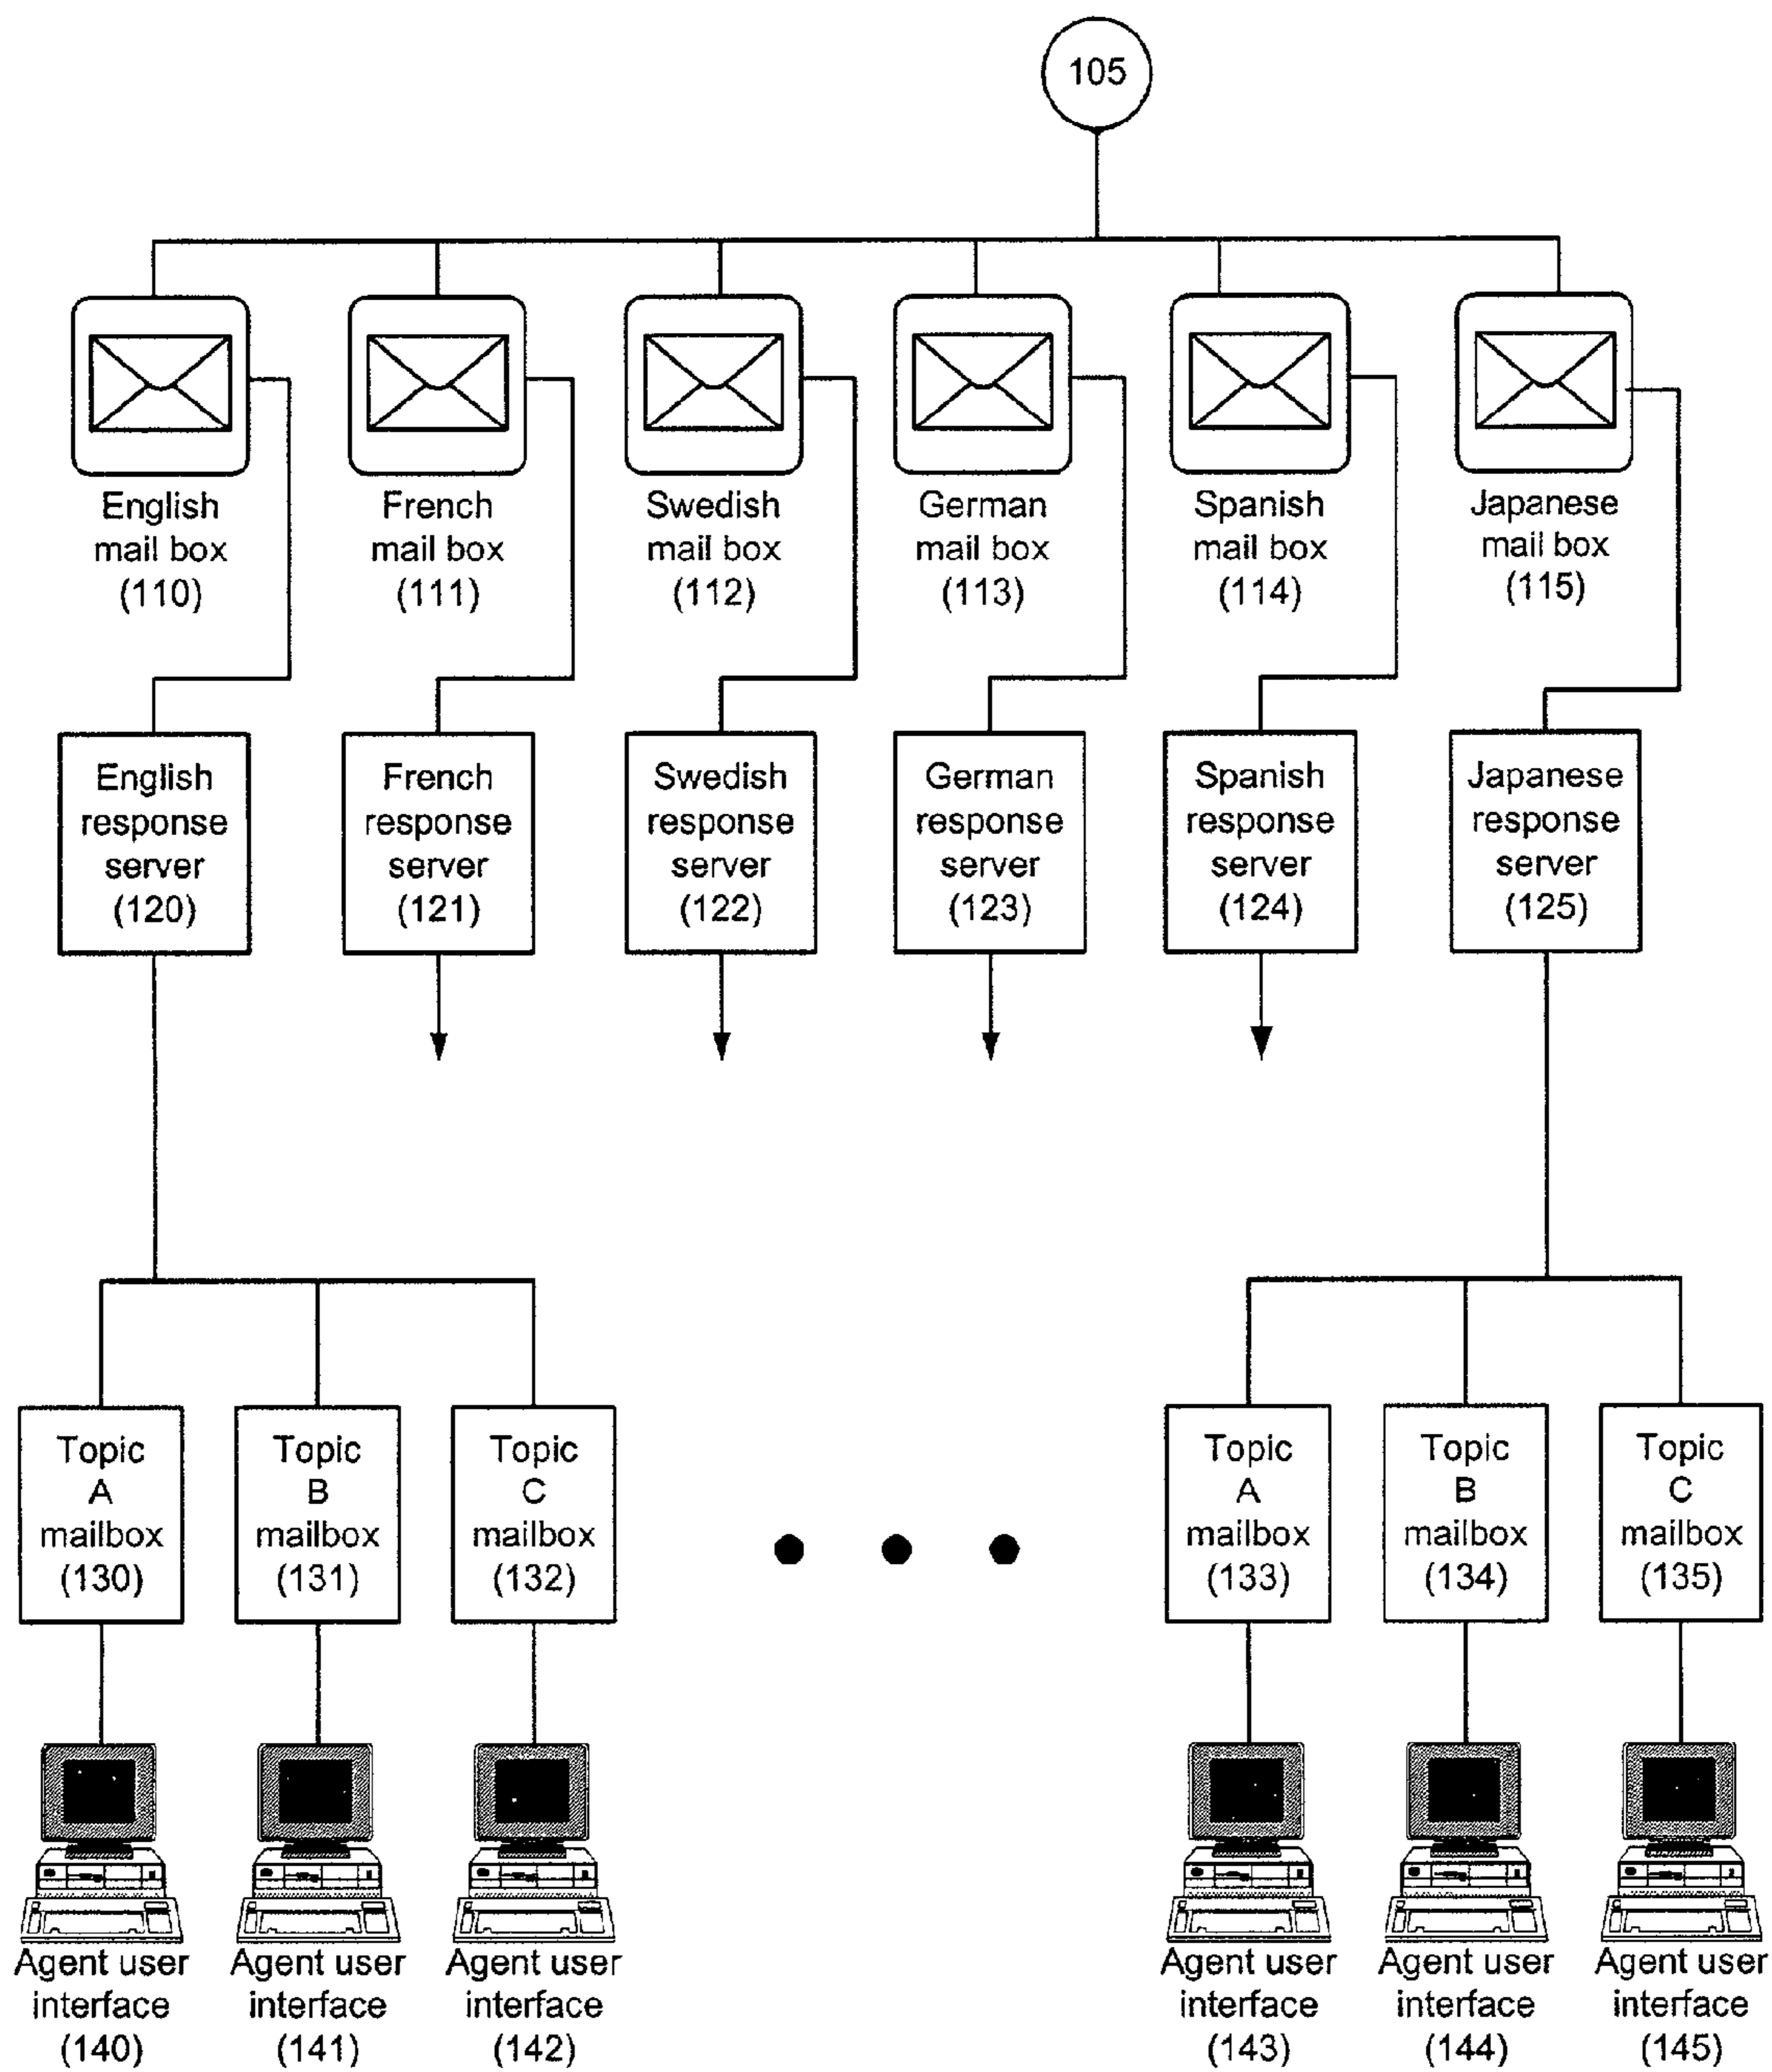 105
English
mail box
(110)
French
mail box
(111)
Swedish
mail box
(112)
German
mail box
(113)
Spanish
mail box
(114)
Japanese
mail box
(115)
English
response
server
(120)
French
response
server
(121)
Swedish
response
server
(122)
German
response
server
(123)
Spanish
response
server
(124)
Japanese
response
server
(125)
Topic
A
mailbox
(130)
Topic
B
mailbox
(131)
Topic
C
mailbox
(132)
Topic
A
mailbox
(133)
Topic
B
mailbox
(134)
Topic
C
mailbox
(135)
Agent user
interface
(140)
Agent user
interface
(141)
Agent user
interface
(142)
Agent user
interface
(143)
Agent user
interface
(144)
Agent user
interface
(145)